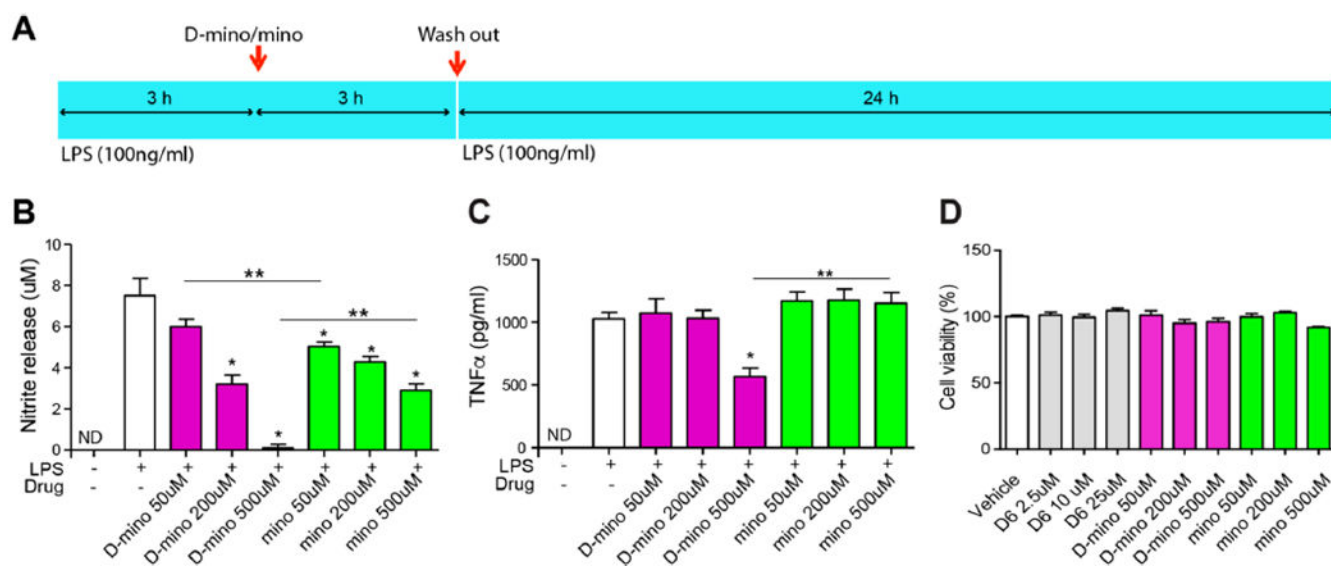 A
D-mino/mino
Wash out
3 h
3 h
24 h
LPS (100ng/ml)
LPS (100ng/ml)
B
Nitrite release (uM)
10
8
6
4
2
0
ND
*
*
*
*
*
**
**
LPS - + + + + + + +
Drug - -
D-mino 50uM
D-mino 200uM
D-mino 500uM
mino 50uM
mino 200uM
mino 500uM
C
TNFα (pg/ml)
1500
1000
500
0
ND
*
**
LPS - + + + + + + +
Drug - -
D-mino 50uM
D-mino 200uM
D-mino 500uM
mino 50uM
mino 200uM
mino 500uM
D
Cell viability (%)
150
100
50
0
Vehicle
D6 2.5uM
D6 10 uM
D6 25uM
D-mino 50uM
D-mino 200uM
D-mino 500uM
mino 50uM
mino 200uM
mino 500uM